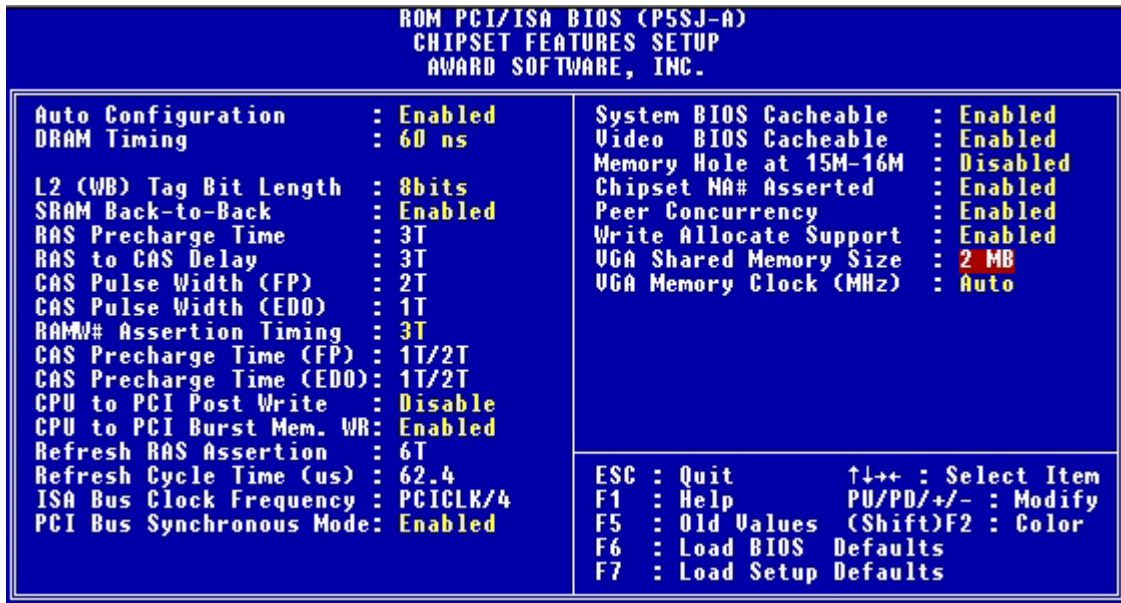 ROM PCI/ISA BIOS (P5SJ-A)
CHIPSET FEATURES SETUP
AWARD SOFTWARE, INC.
Auto Configuration : Enabled
DRAM Timing : 60 ns
L2 (WB) Tag Bit Length : 8bits
SRAM Back-to-Back : Enabled
RAS Precharge Time : 3T
RAS to CAS Delay : 3T
CAS Pulse Width (FP) : 2T
CAS Pulse Width (EDO) : 1T
RAMW# Assertion Timing : 3T
CAS Precharge Time (FP) : 1T/2T
CAS Precharge Time (EDO): 1T/2T
CPU to PCI Post Write : Disable
CPU to PCI Burst Mem. WR: Enabled
Refresh RAS Assertion : 6T
Refresh Cycle Time (us) : 62.4
ISA Bus Clock Frequency : PCICLK/4
PCI Bus Synchronous Mode: Enabled
System BIOS Cacheable : Enabled
Video BIOS Cacheable : Enabled
Memory Hole at 15M-16M : Disabled
Chipset NA# Asserted : Enabled
Peer Concurrency : Enabled
Write Allocate Support : Enabled
VGA Shared Memory Size : 2 MB
VGA Memory Clock (MHz) : Auto
ESC : Quit ↑↓→← : Select Item
F1 : Help PU/PD/+/- : Modify
F5 : Old Values (Shift)F2 : Color
F6 : Load BIOS Defaults
F7 : Load Setup Defaults